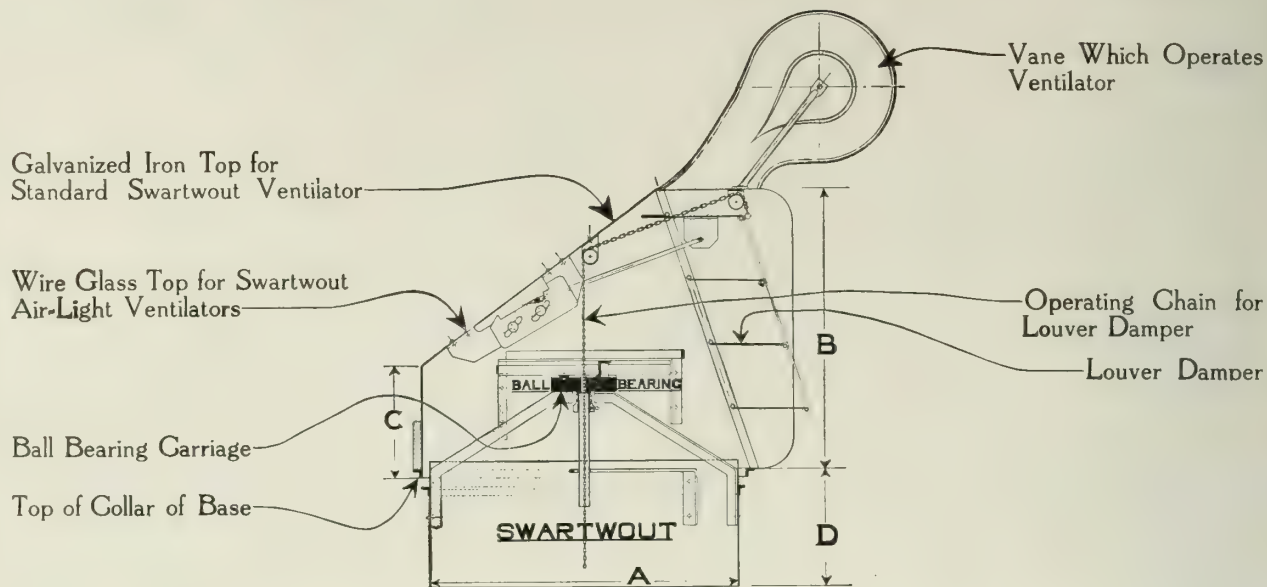 Vane Which Operates
Ventilator
Galvanized Iron Top for
Standard Swartwout Ventilator
Wire Glass Top for Swartwout
Air-Light Ventilators
Operating Chain for
Louver Damper
B
Louver Damper
BALL BEARING
C
Ball Bearing Carriage
Top of Collar of Base
SWARTWOUT
D
A